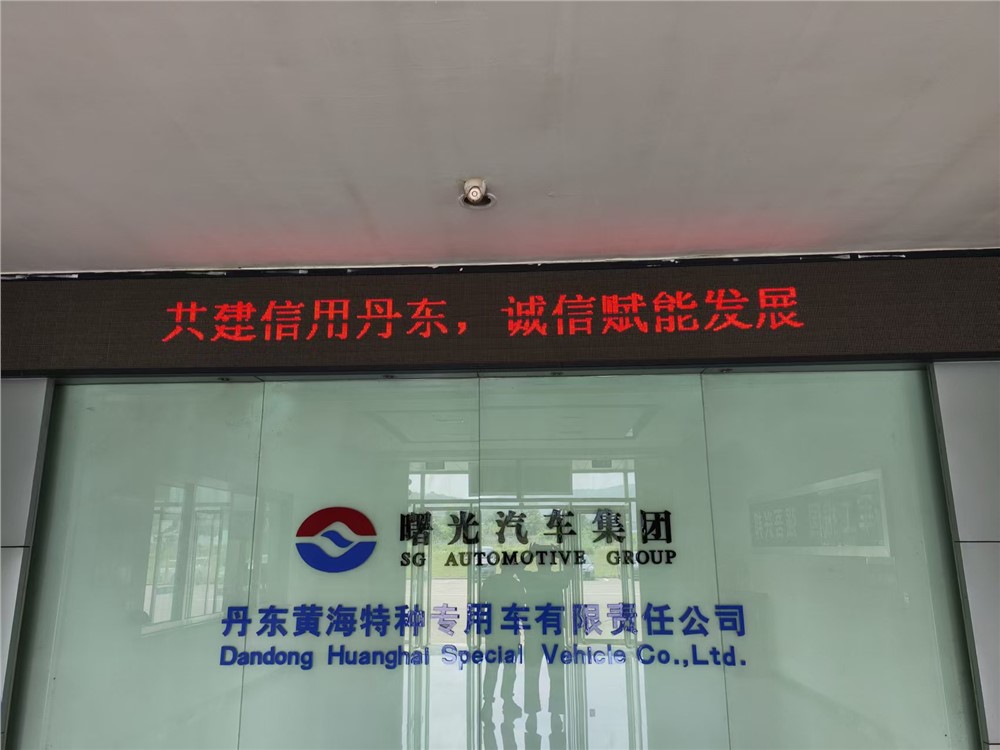 共建信用丹东，诚信赋能发展
曙光汽车集团
SG AUTOMOTIVE GROUP
丹东黄海特种专用车有限责任公司
Dandong Huanghai Special Vehicle Co.,Ltd.